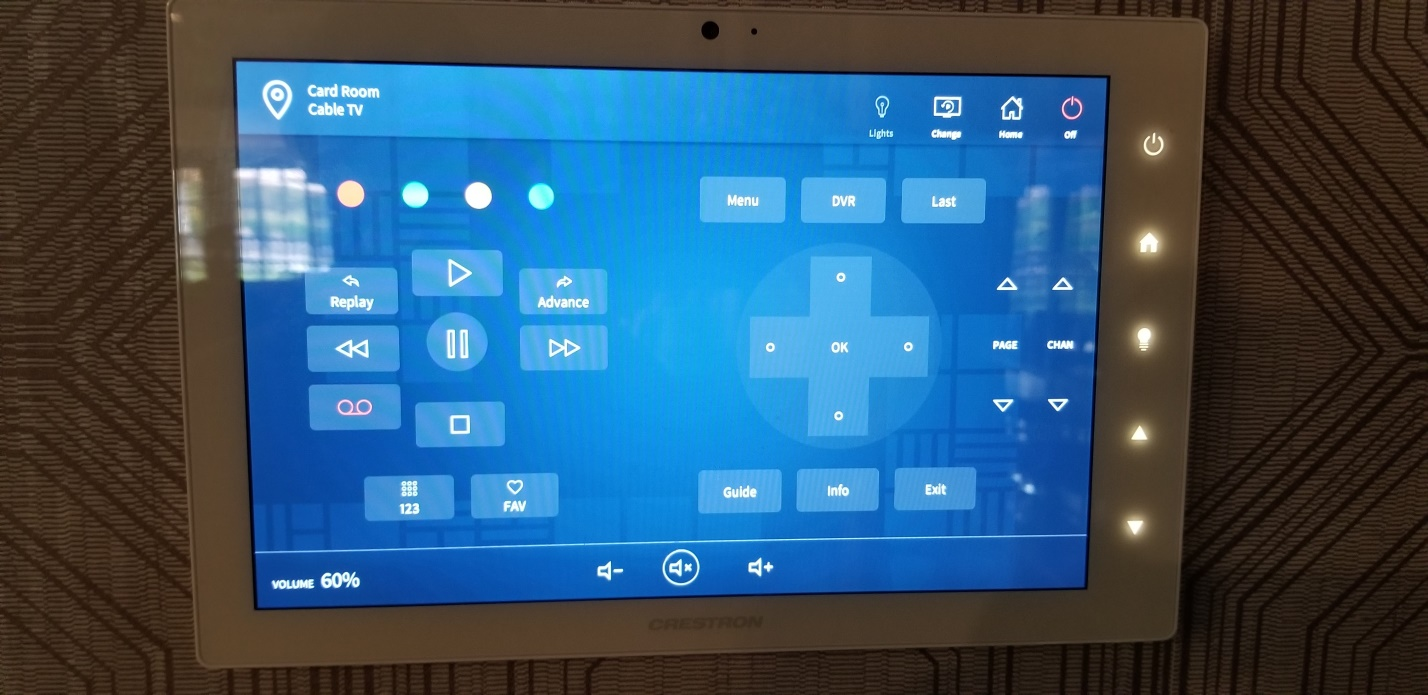 Card Room
Cable TV
Lights
Change
Home
Off
Menu
DVR
Last
Replay
Advance
OK
PAGE
CHAN
123
FAV
Guide
Info
Exit
VOLUME 60%
CRESTRON